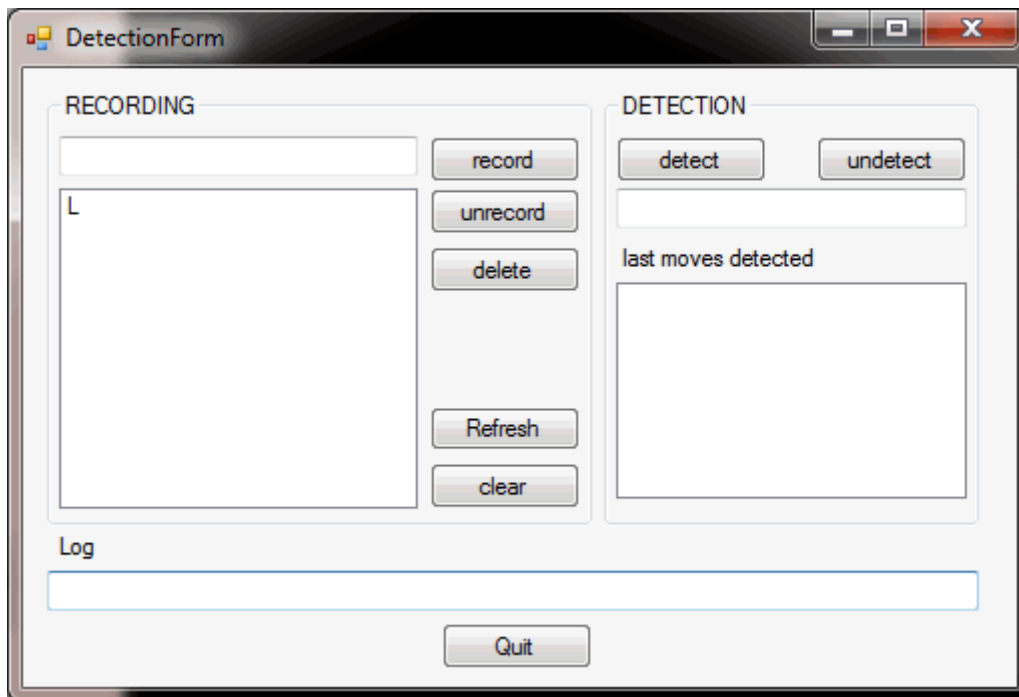 DetectionForm
RECORDING
record
L
unrecord
delete
Refresh
clear
DETECTION
detect undetect
last moves detected
Log
Quit